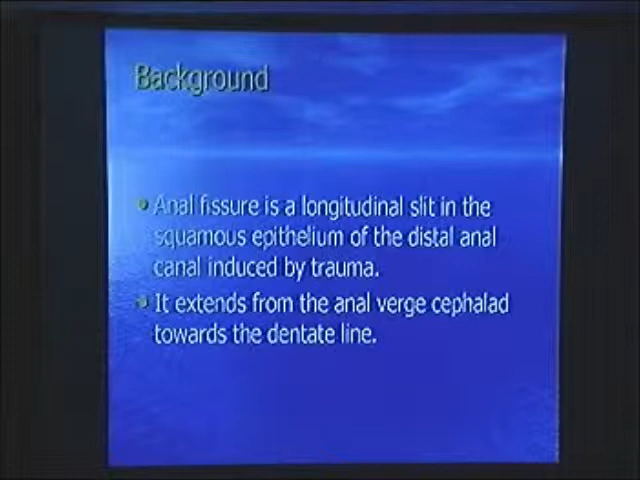 Background
Anal fissure is a longitudinal slit in the
squamous epithelium of the distal anal
canal induced by trauma.
It extends from the anal verge cephalad
towards the dentate line.